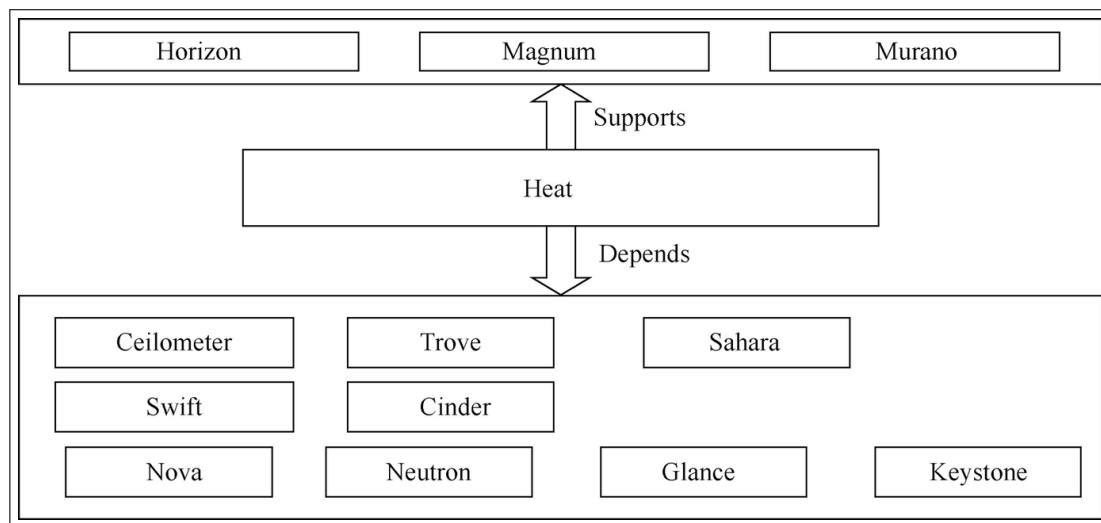 Horizon Magnum Murano
Supports
Heat
Depends
Ceilometer Trove Sahara
Swift Cinder
Nova Neutron Glance Keystone